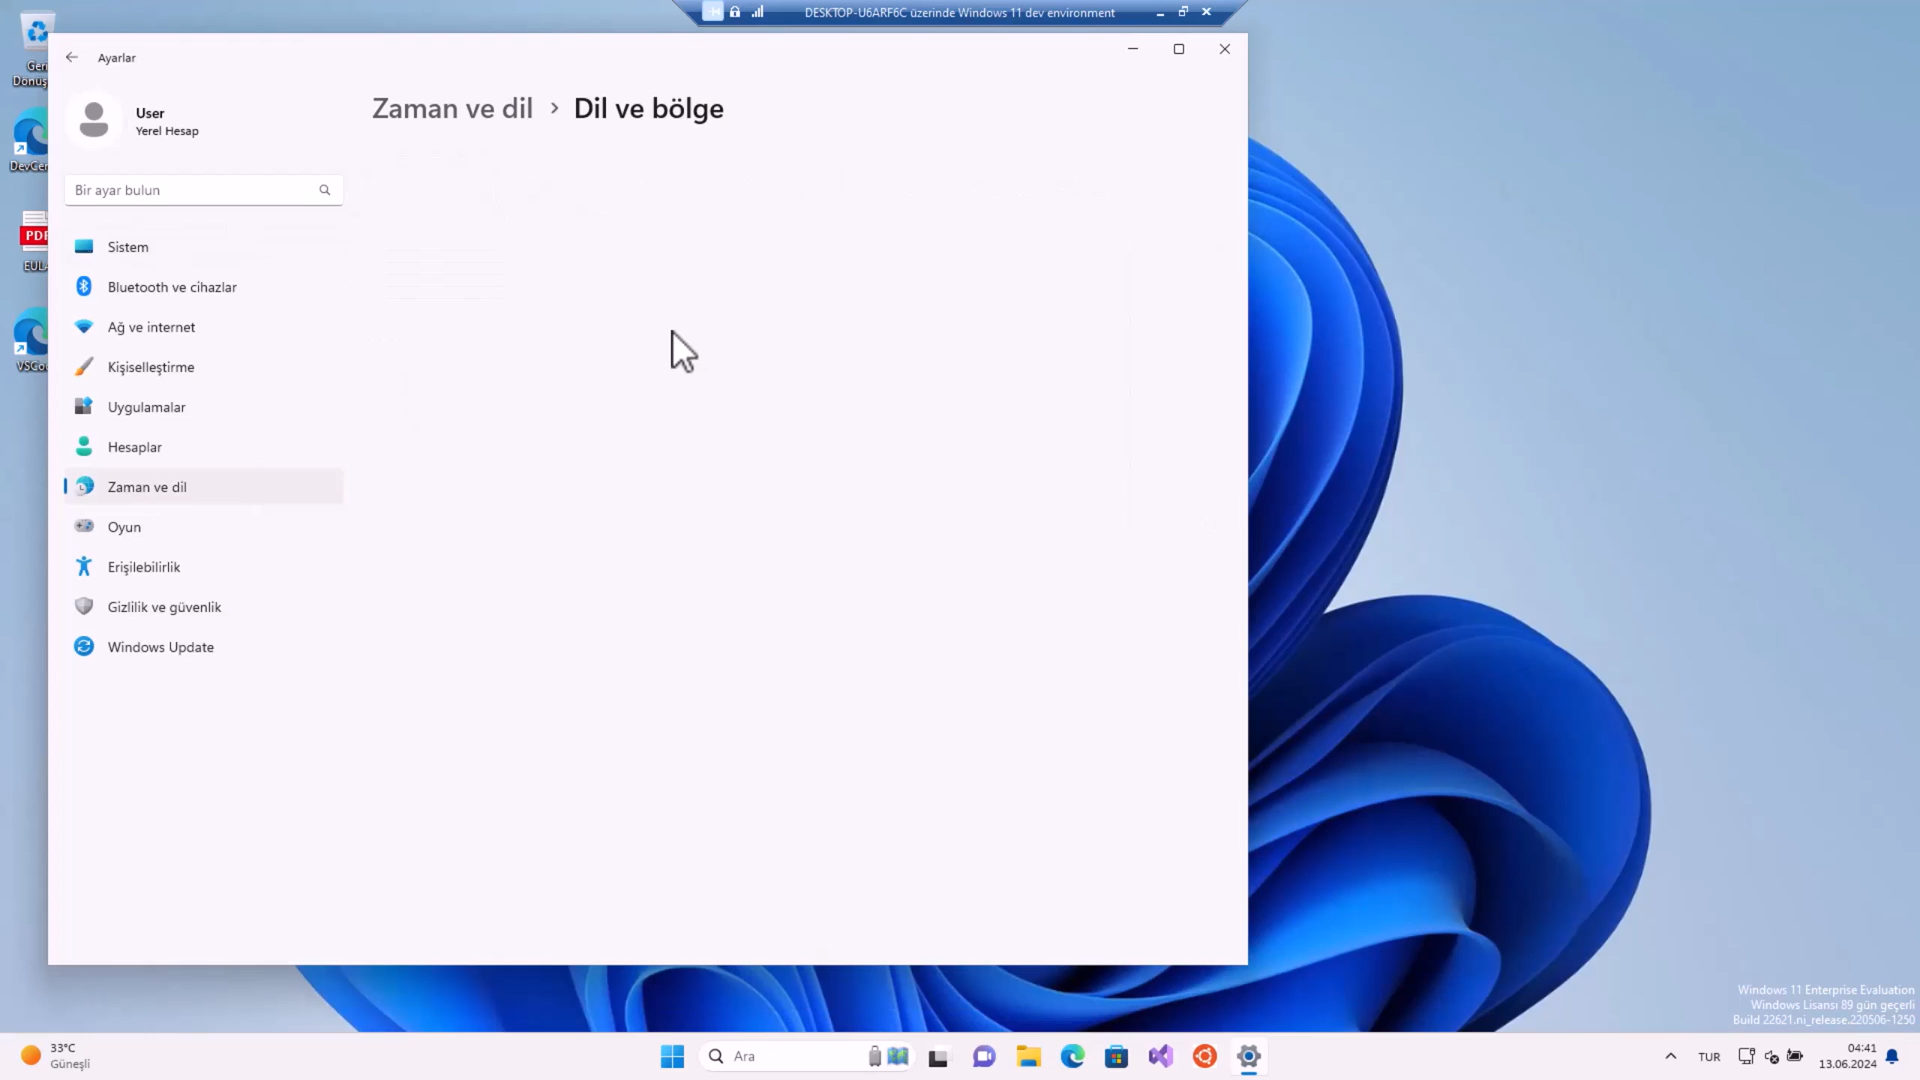 DESKTOP-U6ARF6C üzerinde Windows 11 dev environment
Ayarlar
User
Yerel Hesap
Zaman ve dil > Dil ve bölge
Bir ayar bulun
Sistem
Bluetooth ve cihazlar
Ağ ve internet
Kişiselleştirme
Uygulamalar
Hesaplar
Zaman ve dil
Oyun
Erişilebilirlik
Gizlilik ve güvenlik
Windows Update
PDF
Windows 11 Enterprise Evaluation
Windows Lisansı 89 gün geçerli
Build 22621.ni_release.220506-1250
33°C
Güneşli
Ara
TUR
04:41
13.06.2024